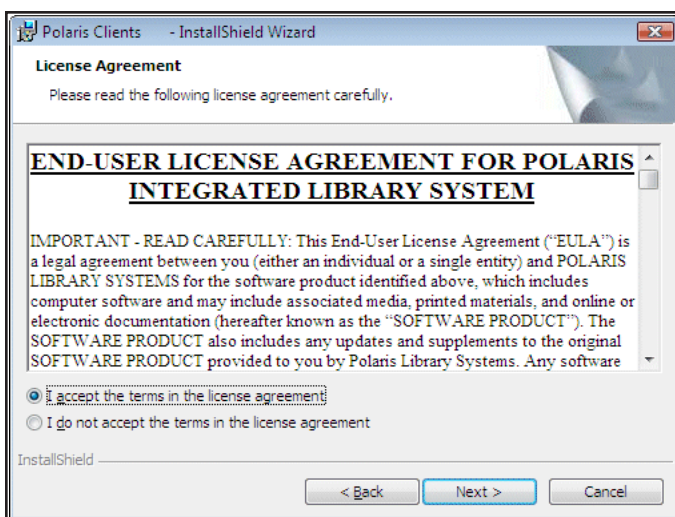 Polaris Clients - InstallShield Wizard
License Agreement
Please read the following license agreement carefully.
END-USER LICENSE AGREEMENT FOR POLARIS
INTEGRATED LIBRARY SYSTEM
IMPORTANT - READ CAREFULLY: This End-User License Agreement (“EULA”) is
a legal agreement between you (either an individual or a single entity) and POLARIS
LIBRARY SYSTEMS for the software product identified above, which includes
computer software and may include associated media, printed materials, and online or
electronic documentation (hereafter known as the “SOFTWARE PRODUCT”). The
SOFTWARE PRODUCT also includes any updates and supplements to the original
SOFTWARE PRODUCT provided to you by Polaris Library Systems. Any software
I accept the terms in the license agreement
I do not accept the terms in the license agreement
InstallShield
< Back Next > Cancel